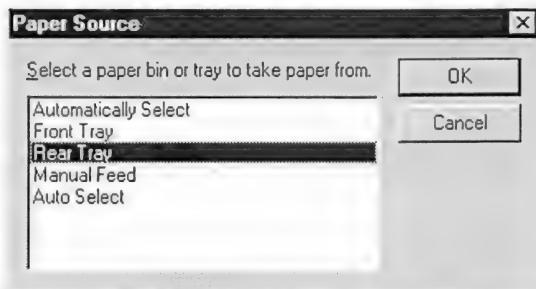 Paper Source
Select a paper bin or tray to take paper from.
OK
Cancel
Automatically Select
Front Tray
Rear Tray
Manual Feed
Auto Select